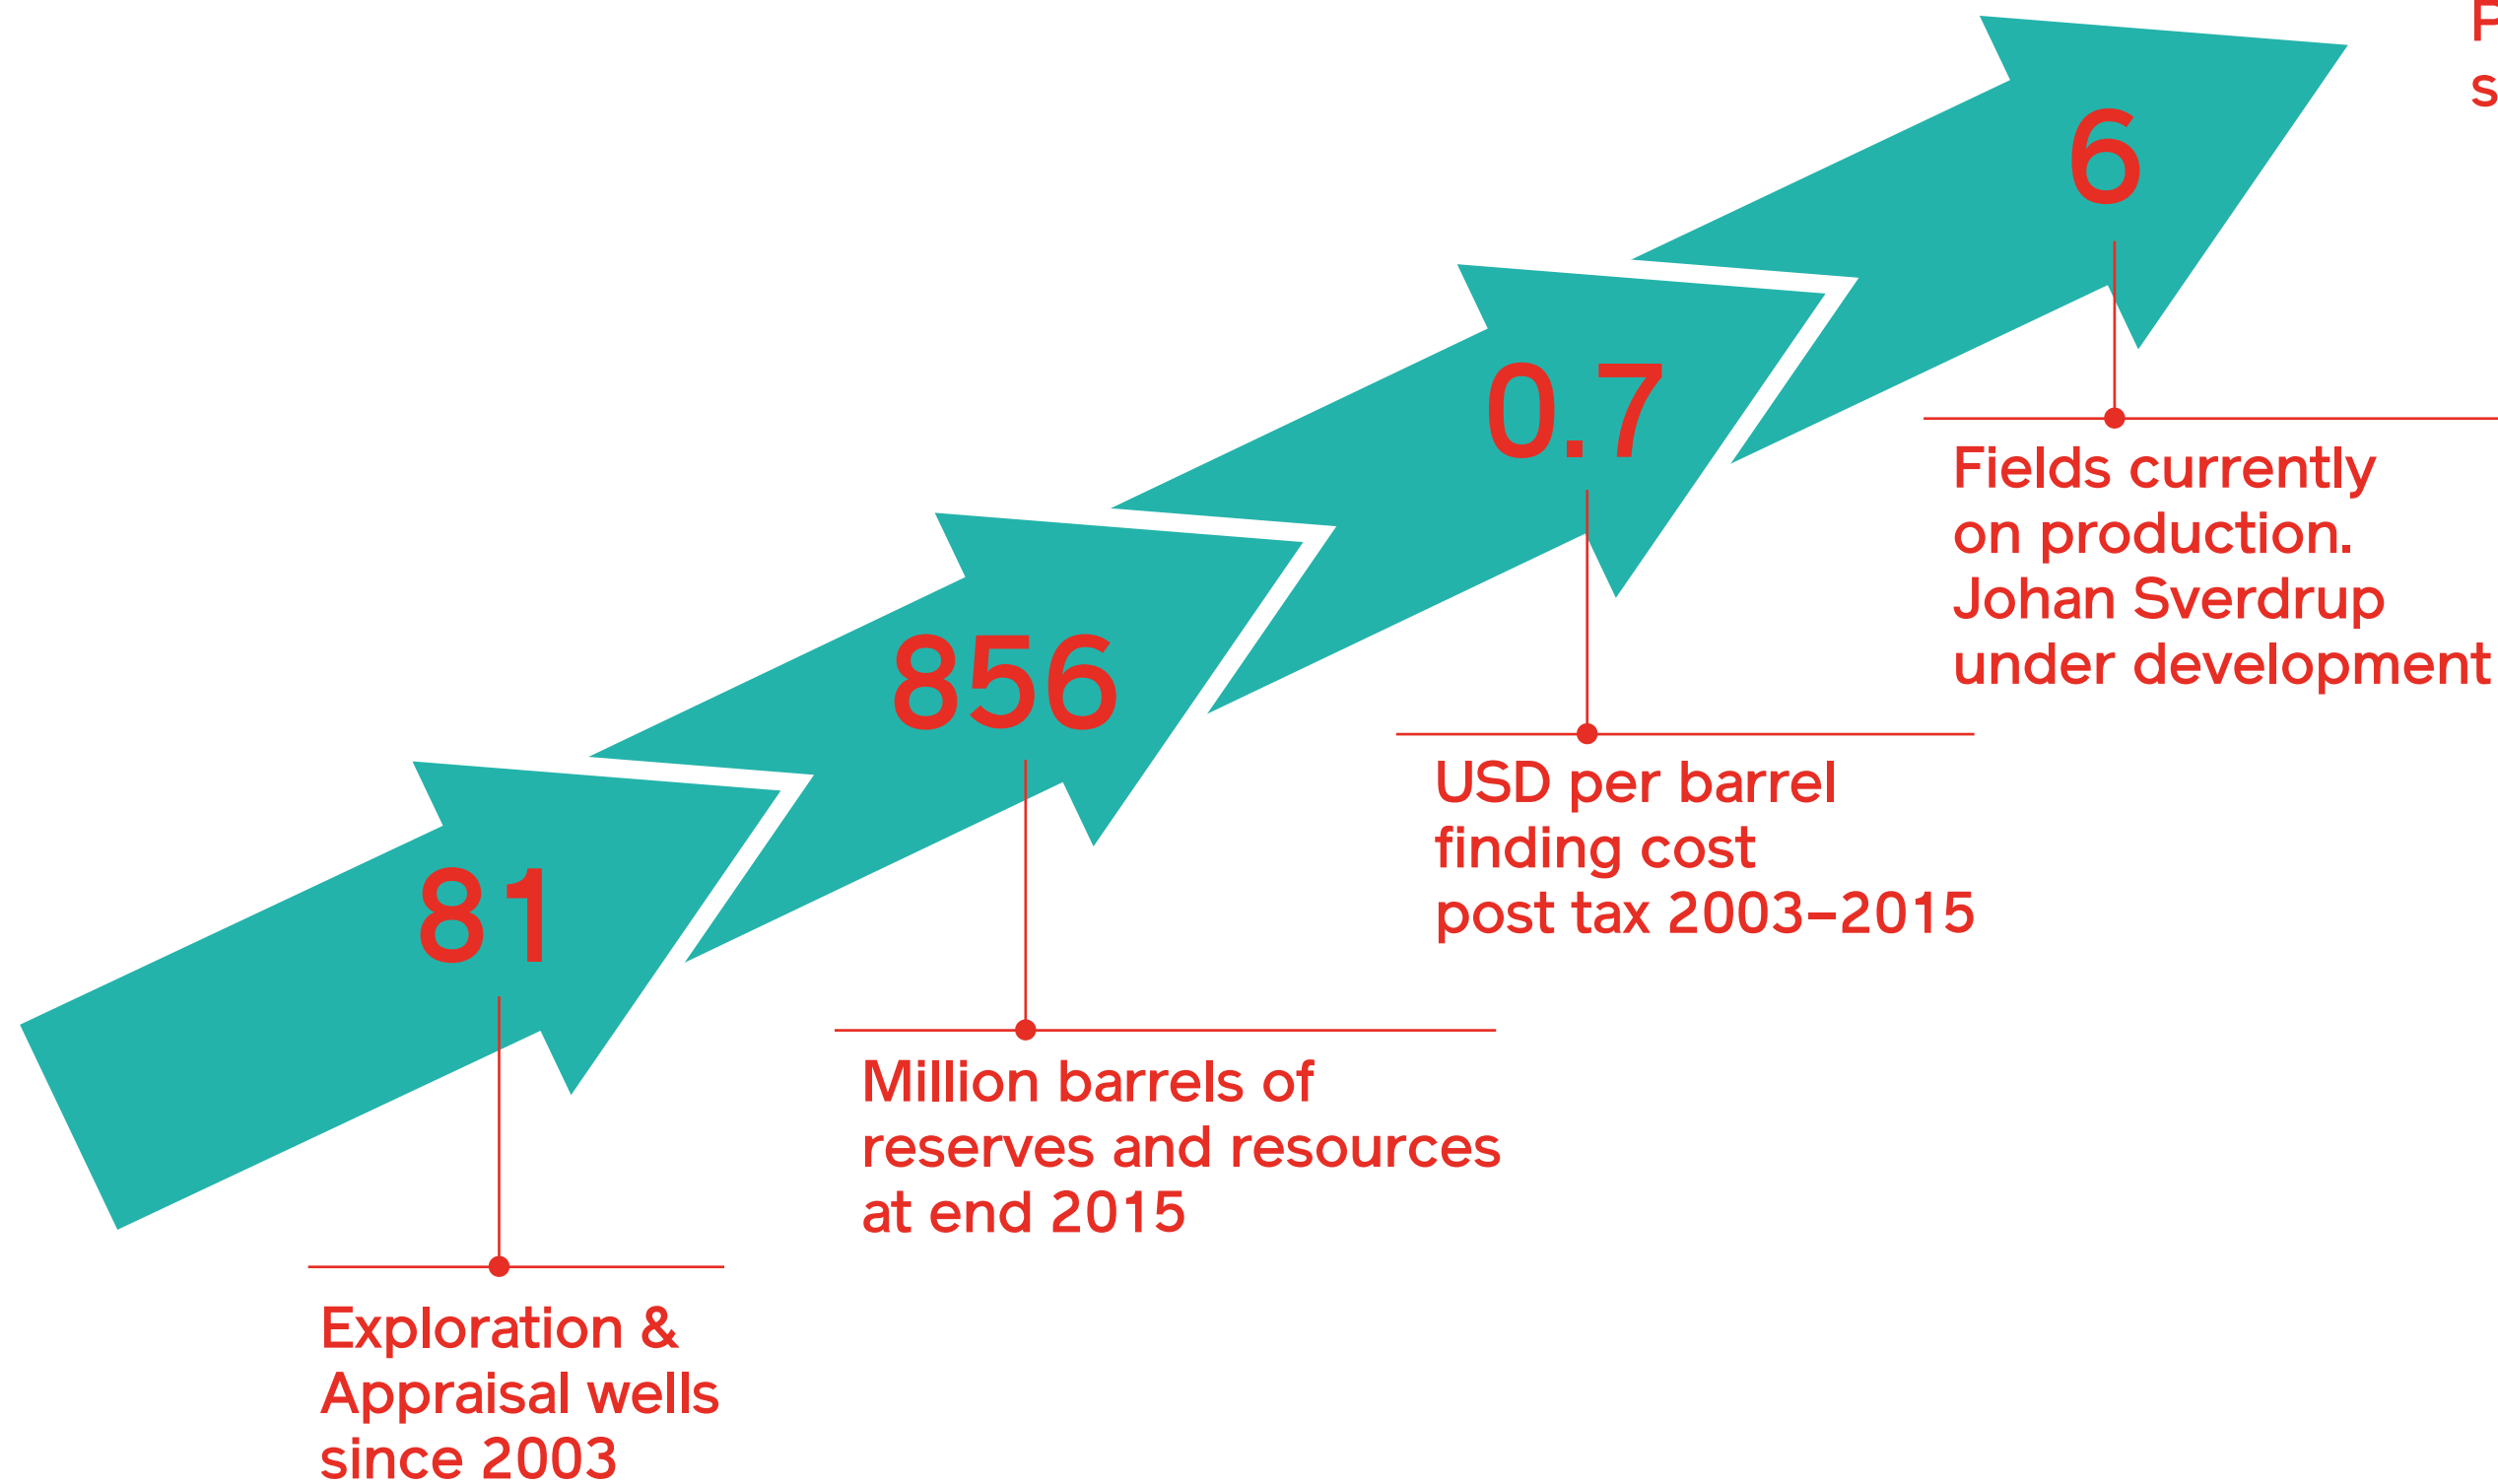 6
Fields currently
on production.
Johan Sverdrup
under development
0.7
USD per barrel
finding cost
post tax 2003–2015
856
Million barrels of
reserves and resources
at end 2015
81
Exploration &
Appraisal wells
since 2003